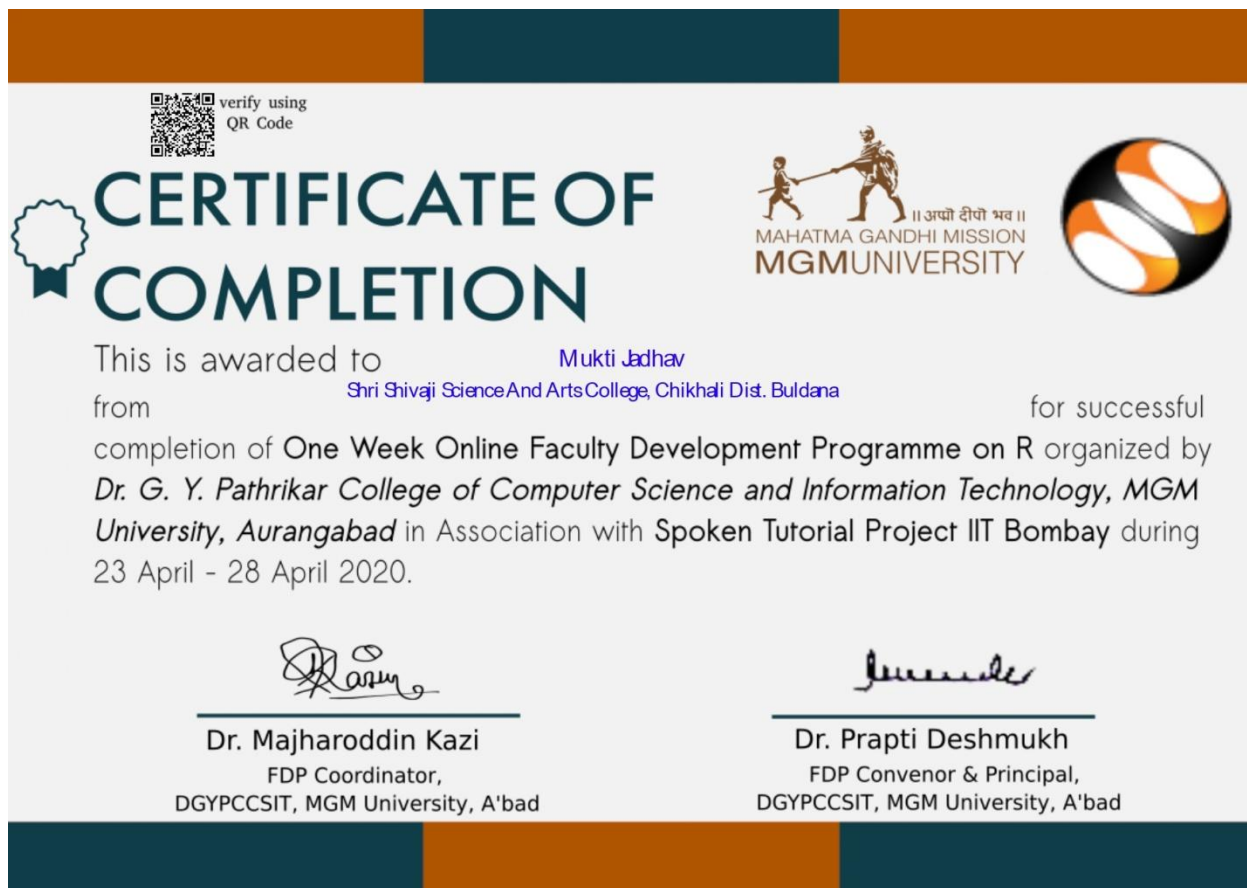 verify using
QR Code
CERTIFICATE OF
COMPLETION
॥ अप्पो दीपो भव ॥
MAHATMA GANDHI MISSION
MGMUNIVERSITY
This is awarded to Mukti Jadhav
from Shri Shivaji Science And Arts College, Chikhali Dist. Buldana for successful
completion of One Week Online Faculty Development Programme on R organized by
Dr. G. Y. Pathrikar College of Computer Science and Information Technology, MGM
University, Aurangabad in Association with Spoken Tutorial Project IIT Bombay during
23 April - 28 April 2020.
Dr. Majharoddin Kazi
FDP Coordinator,
DGYPCCSIT, MGM University, A'bad
Dr. Prapti Deshmukh
FDP Convenor & Principal,
DGYPCCSIT, MGM University, A'bad